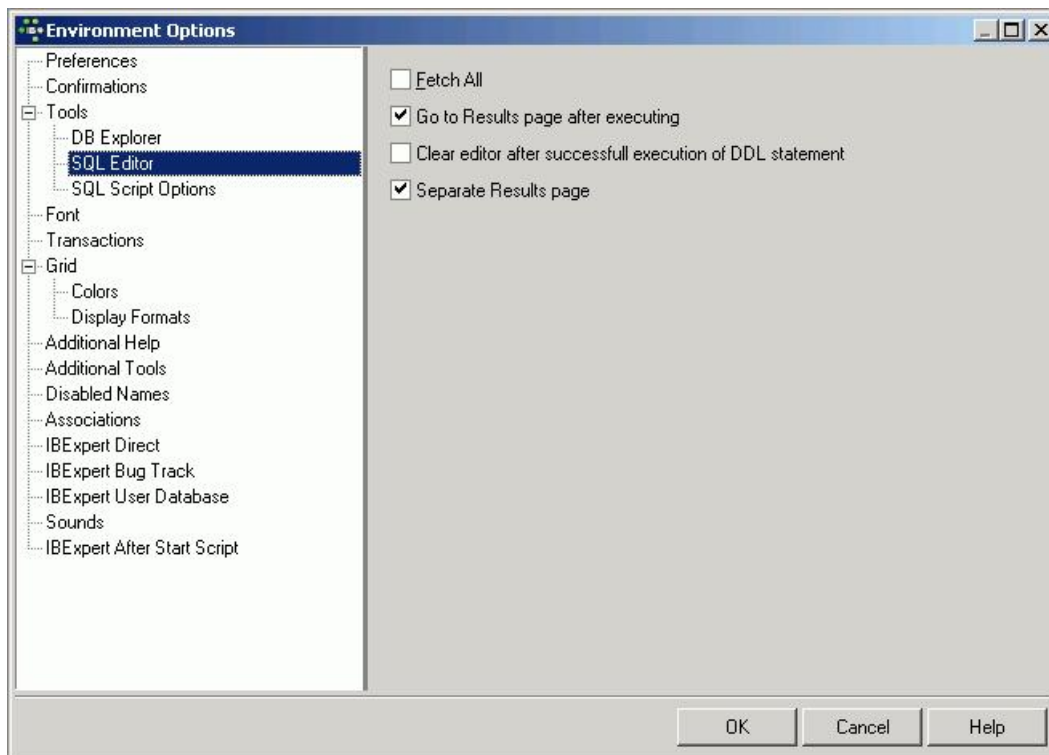 Environment Options
Preferences
Confirmations
Tools
DB Explorer
SQL Editor
SQL Script Options
Font
Transactions
Grid
Colors
Display Formats
Additional Help
Additional Tools
Disabled Names
Associations
IBExpert Direct
IBExpert Bug Track
IBExpert User Database
Sounds
IBExpert After Start Script
Fetch All
Go to Results page after executing
Clear editor after successfull execution of DDL statement
Separate Results page
OK Cancel Help